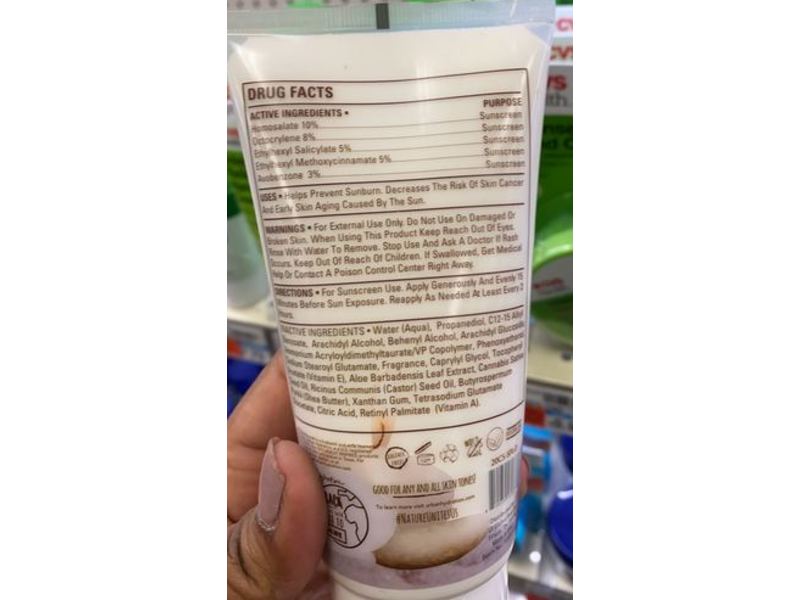 DRUG FACTS
ACTIVE INGREDIENTS • PURPOSE
Homosalate 10% Sunscreen
Octocrylene 8% Sunscreen
Ethylhexyl Salicylate 5% Sunscreen
Ethylhexyl Methoxycinnamate 5% Sunscreen
Avobenzone 3% Sunscreen
USES • Helps Prevent Sunburn. Decreases The Risk Of Skin Cancer
And Early Skin Aging Caused By The Sun.
WARNINGS • For External Use Only. Do Not Use On Damaged Or
Broken Skin. When Using This Product Keep Reach Out Of Eyes.
Rinse With Water To Remove. Stop Use And Ask A Doctor If Rash
Occurs. Keep Out Of Reach Of Children. If Swallowed, Get Medical
Help Or Contact A Poison Control Center Right Away.
DIRECTIONS • For Sunscreen Use. Apply Generously And Evenly 15
Minutes Before Sun Exposure. Reapply As Needed At Least Every 2
Hours.
INACTIVE INGREDIENTS • Water (Aqua), Propanediol, C12-15 Alkyl
Benzoate, Arachidyl Alcohol, Behenyl Alcohol, Arachidyl Glucoside,
Ammonium Acryloyldimethyltaurate/VP Copolymer, Phenoxyethanol,
Sodium Stearoyl Glutamate, Fragrance, Caprylyl Glycol, Tocopheryl
Acetate (Vitamin E), Aloe Barbadensis Leaf Extract, Cannabis Sativa
Seed Oil, Ricinus Communis (Castor) Seed Oil, Butyrospermum
Parkii (Shea Butter), Xanthan Gum, Tetrasodium Glutamate
Diacetate, Citric Acid, Retinyl Palmitate (Vitamin A).
GOOD FOR ANY AND ALL SKIN TONES!
To learn more visit urbanhydration.com
#NATUREUNITESUS
CVS